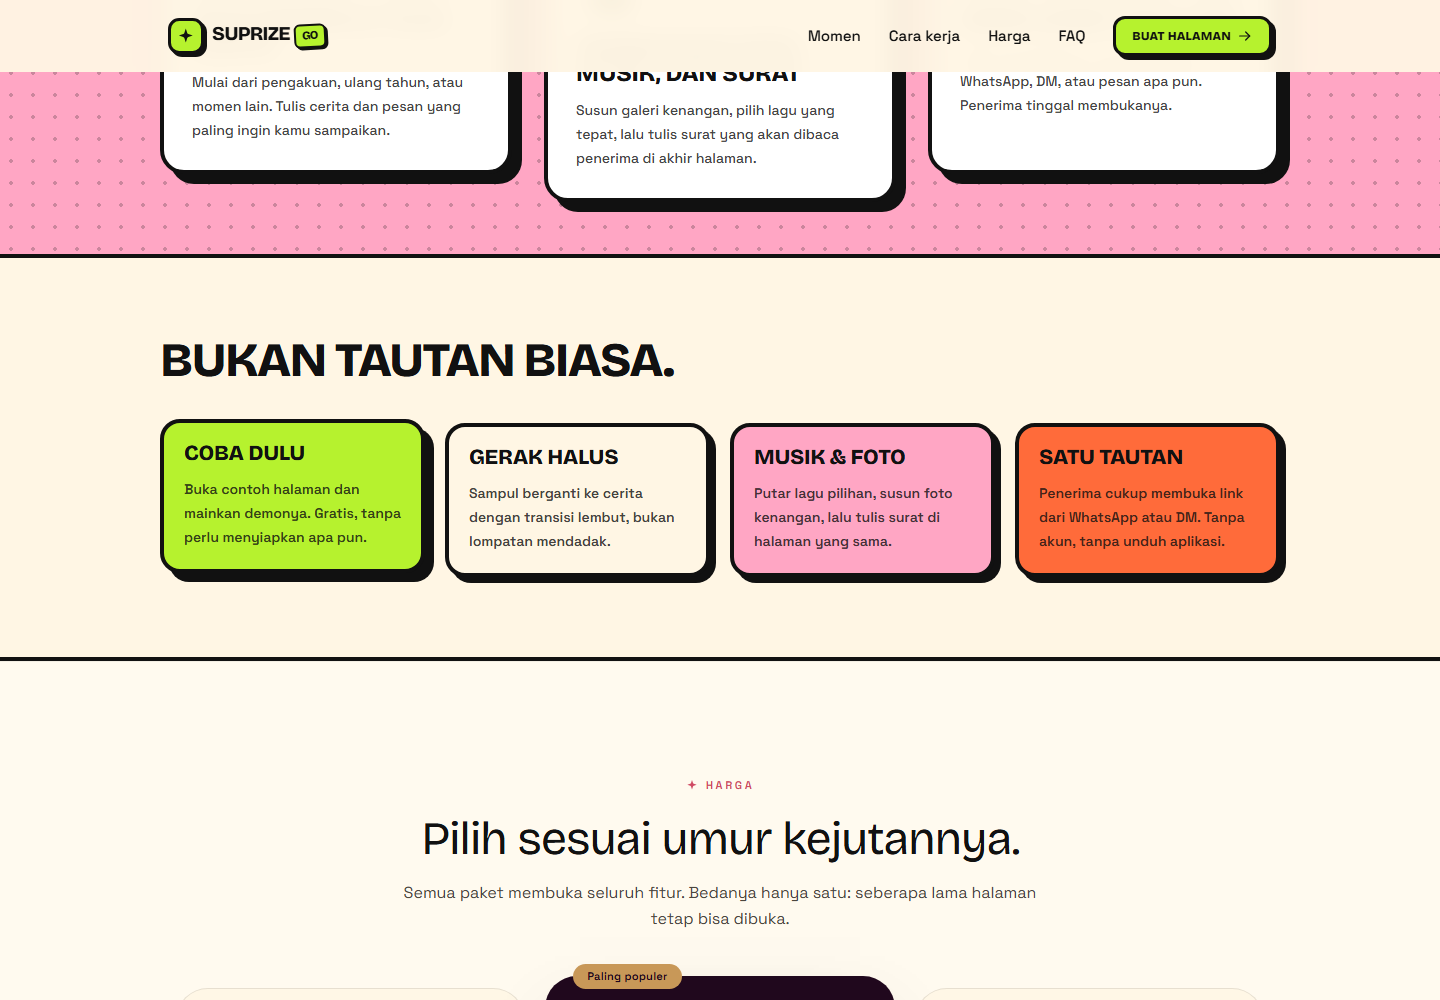 SUPRIZE GO
Momen
Cara kerja
Harga
FAQ
BUAT HALAMAN
Mulai dari pengakuan, ulang tahun, atau
momen lain. Tulis cerita dan pesan yang
paling ingin kamu sampaikan.
MUSIK, DAN SURAT
Susun galeri kenangan, pilih lagu yang
tepat, lalu tulis surat yang akan dibaca
penerima di akhir halaman.
WhatsApp, DM, atau pesan apa pun.
Penerima tinggal membukanya.
BUKAN TAUTAN BIASA.
COBA DULU
Buka contoh halaman dan
mainkan demonya. Gratis, tanpa
perlu menyiapkan apa pun.
GERAK HALUS
Sampul berganti ke cerita
dengan transisi lembut, bukan
lompatan mendadak.
MUSIK & FOTO
Putar lagu pilihan, susun foto
kenangan, lalu tulis surat di
halaman yang sama.
SATU TAUTAN
Penerima cukup membuka link
dari WhatsApp atau DM. Tanpa
akun, tanpa unduh aplikasi.
HARGA
Pilih sesuai umur kejutannya.
Semua paket membuka seluruh fitur. Bedanya hanya satu: seberapa lama halaman
tetap bisa dibuka.
Paling populer